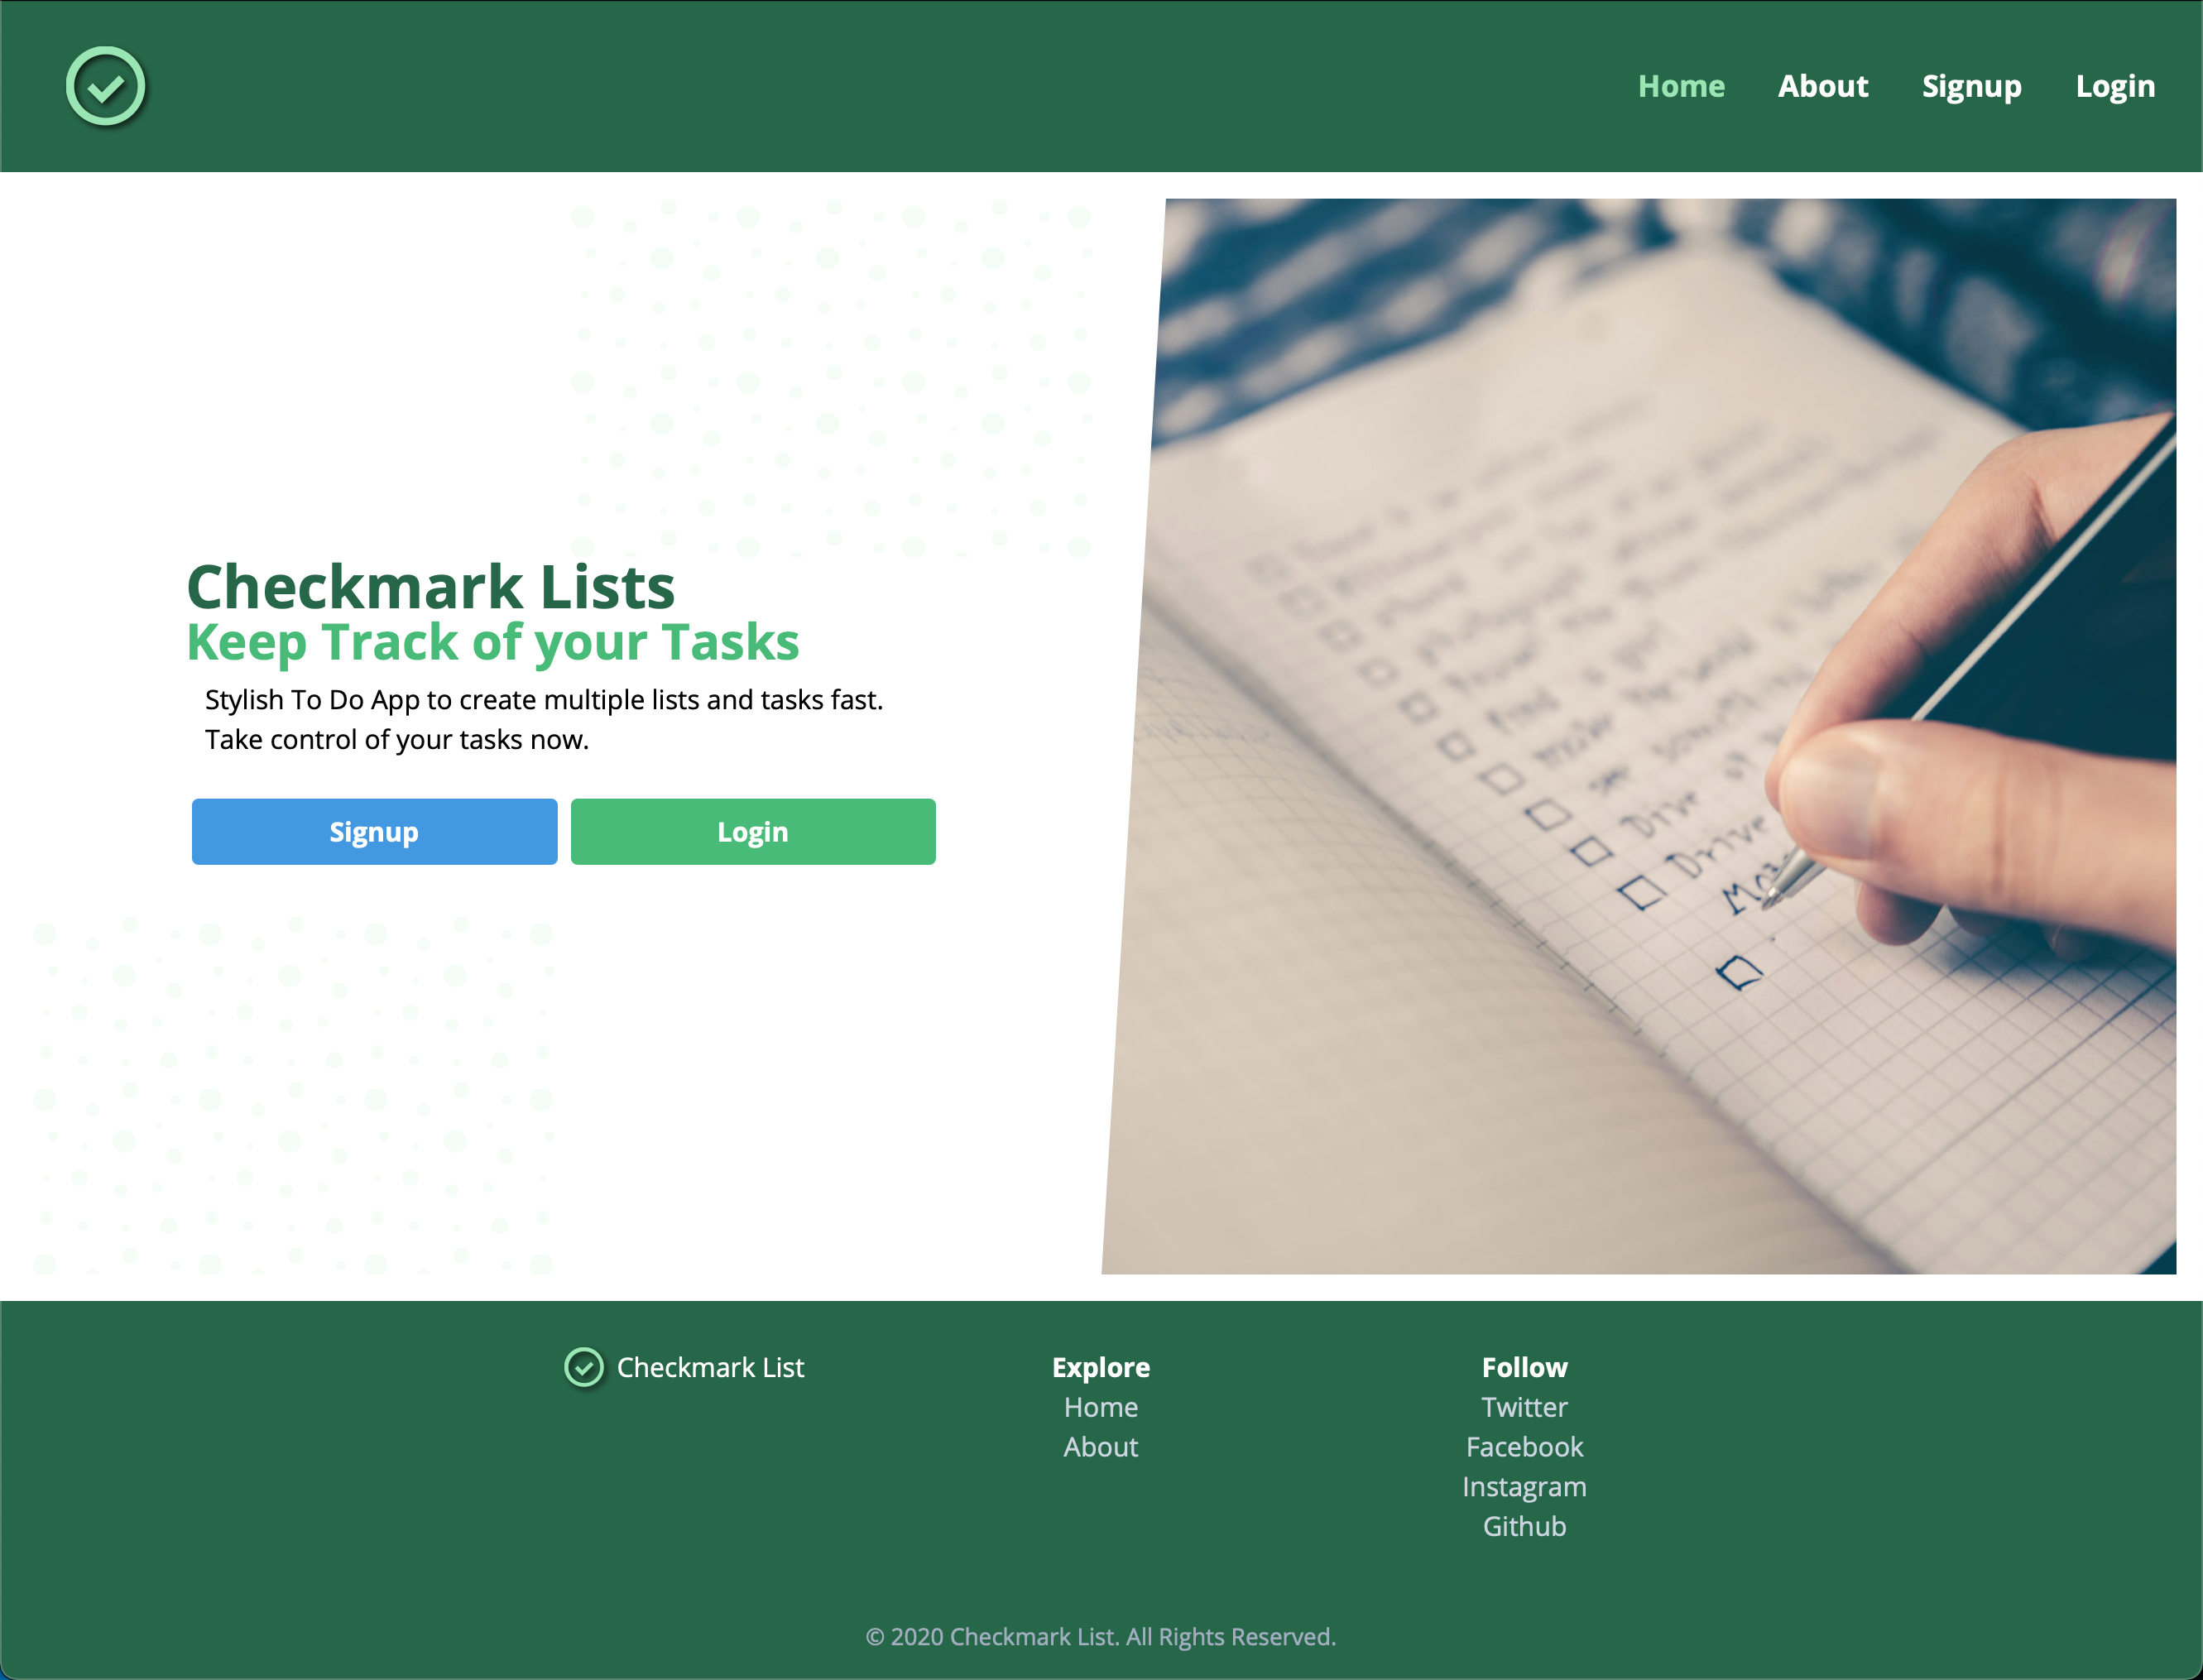 Home About Signup Login
Checkmark Lists
Keep Track of your Tasks
Stylish To Do App to create multiple lists and tasks fast.
Take control of your tasks now.
Signup Login
Drive
Drive
Checkmark List
Explore
Home
About
Follow
Twitter
Facebook
Instagram
Github
© 2020 Checkmark List. All Rights Reserved.